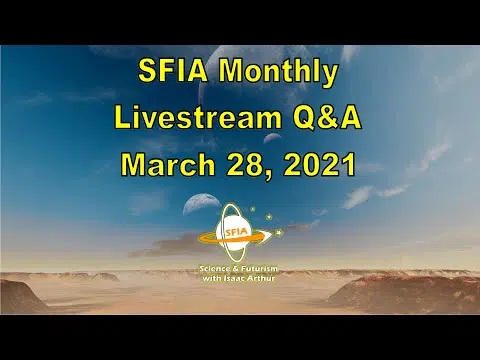 SFIA Monthly
Livestream Q&A
March 28, 2021
SFIA
Science & Futurism
with Isaac Arthur